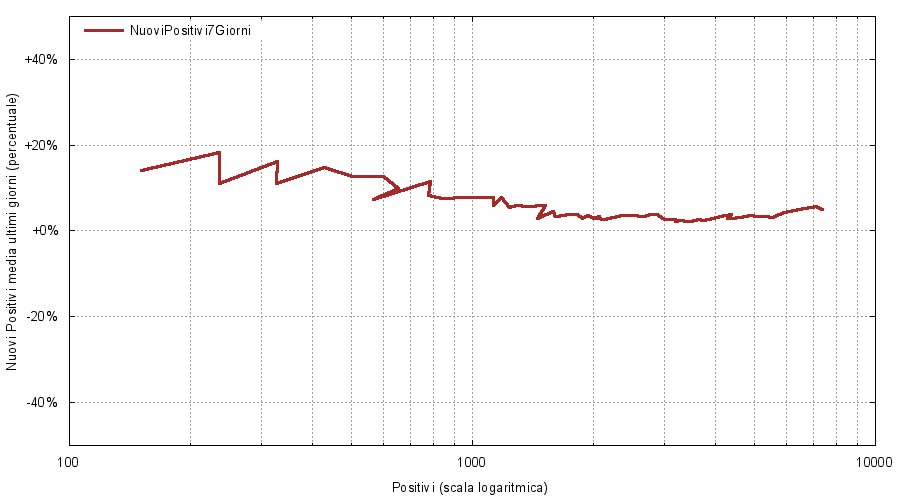 NuoviPositivi7Giorni
+40%
+20%
+0%
-20%
-40%
Nuovi Positivi media ultimi giorni (percentuale)
100
1000
10000
Positivi (scala logaritmica)